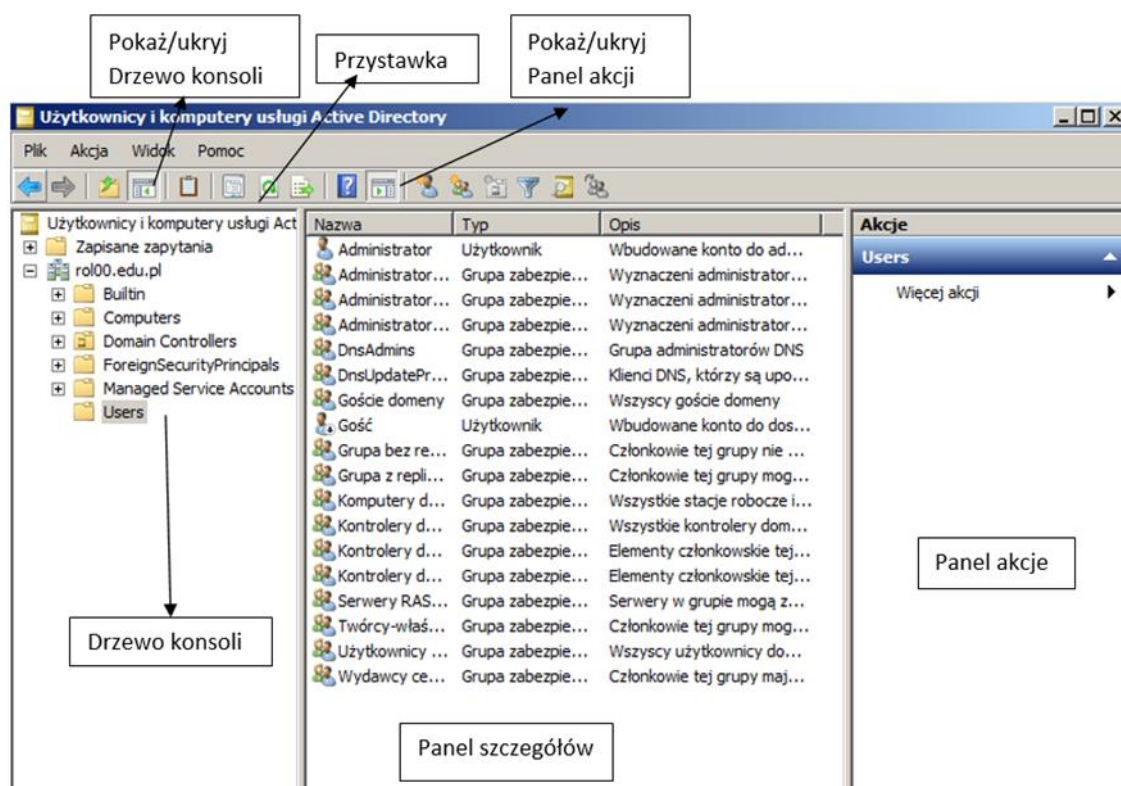 Pokaż/ukryj
Drzewo konsoli
Przystawka
Pokaż/ukryj
Panel akcji
Użytkownicy i komputery usługi Active Directory
Plik Akcja Widok Pomoc
Użytkownicy i komputery usługi Act
Zapisane zapytania
rol00.edu.pl
Builtin
Computers
Domain Controllers
ForeignSecurityPrincipals
Managed Service Accounts
Users
Drzewo konsoli
Nazwa Typ Opis
Administrator Użytkownik Wbudowane konto do ad...
Administrator... Grupa zabezpie... Wyznaczeni administrator...
Administrator... Grupa zabezpie... Wyznaczeni administrator...
Administrator... Grupa zabezpie... Wyznaczeni administrator...
DnsAdmins Grupa zabezpie... Grupa administratorów DNS
DnsUpdatePr... Grupa zabezpie... Klienci DNS, którzy są upo...
Goście domeny Grupa zabezpie... Wszyscy goście domeny
Gość Użytkownik Wbudowane konto do dos...
Grupa bez re... Grupa zabezpie... Członkowie tej grupy nie ...
Grupa z repli... Grupa zabezpie... Członkowie tej grupy mog...
Komputery d... Grupa zabezpie... Wszystkie stacje robocze i...
Kontrolery d... Grupa zabezpie... Wszystkie kontrolery dom...
Kontrolery d... Grupa zabezpie... Elementy członkowskie tej...
Kontrolery d... Grupa zabezpie... Elementy członkowskie tej...
Serwery RAS... Grupa zabezpie... Serwery w grupie mogą z...
Twórcy-właś... Grupa zabezpie... Członkowie tej grupy mog...
Użytkownicy ... Grupa zabezpie... Wszyscy użytkownicy do...
Wydawcy ce... Grupa zabezpie... Członkowie tej grupy maj...
Panel szczegółów
Akcje
Users
Więcej akcji
Panel akcje